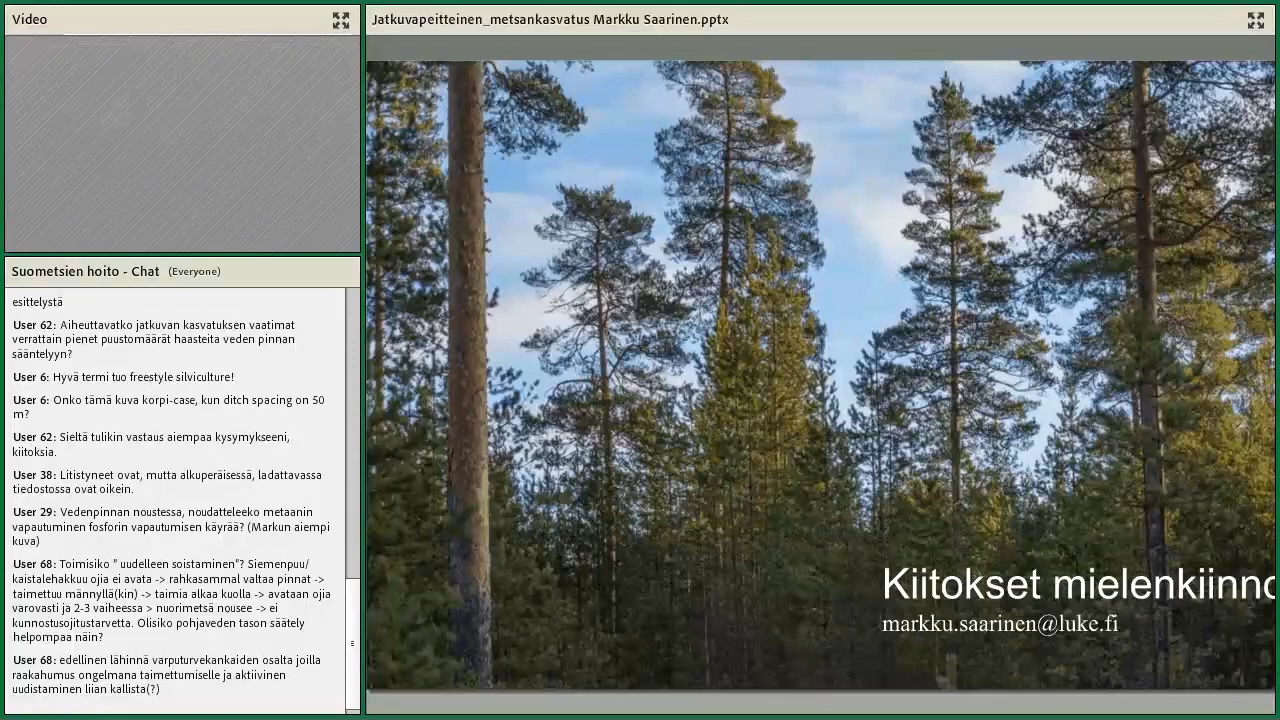 Video
Jatkuvapeitteinen_metsankasvatus Markku Saarinen.pptx
Suometsien hoito - Chat (Everyone)
esittelystä
User 62: Aiheuttavatko jatkuvan kasvatuksen vaatimat
verrattain pienet puustomäärät haasteita veden pinnan
sääntelyyn?
User 6: Hyvä termi tuo freestyle silviculture!
User 6: Onko tämä kuva korpi-case, kun ditch spacing on 50
m?
User 62: Sieltä tulikin vastaus aiempaa kysymykseeni,
kiitoksia.
User 38: Litistyneet ovat, mutta alkuperäisessä, ladattavassa
tiedostossa ovat oikein.
User 29: Vedenpinnan noustessa, noudatteleeko metaanin
vapautuminen fosforin vapautumisen käyrää? (Markun aiempi
kuva)
User 68: Toimisiko " uudelleen soistaminen"? Siemenpuu/
kaistalehakkuu ojia ei avata -> rahkasammal valtaa pinnat ->
taimettuu männyllä(kin) -> taimia alkaa kuolla -> avataan ojia
varovasti ja 2-3 vaiheessa > nuorimetsä nousee -> ei
kunnostusojitustarvetta. Olisiko pohjaveden tason säätely
helpompaa näin?
User 68: edellinen lähinnä varputurvekankaiden osalta joilla
raakahumus ongelmana taimettumiselle ja aktiivinen
uudistaminen liian kallista(?)
Kiitokset mielenkiinno
markku.saarinen@luke.fi